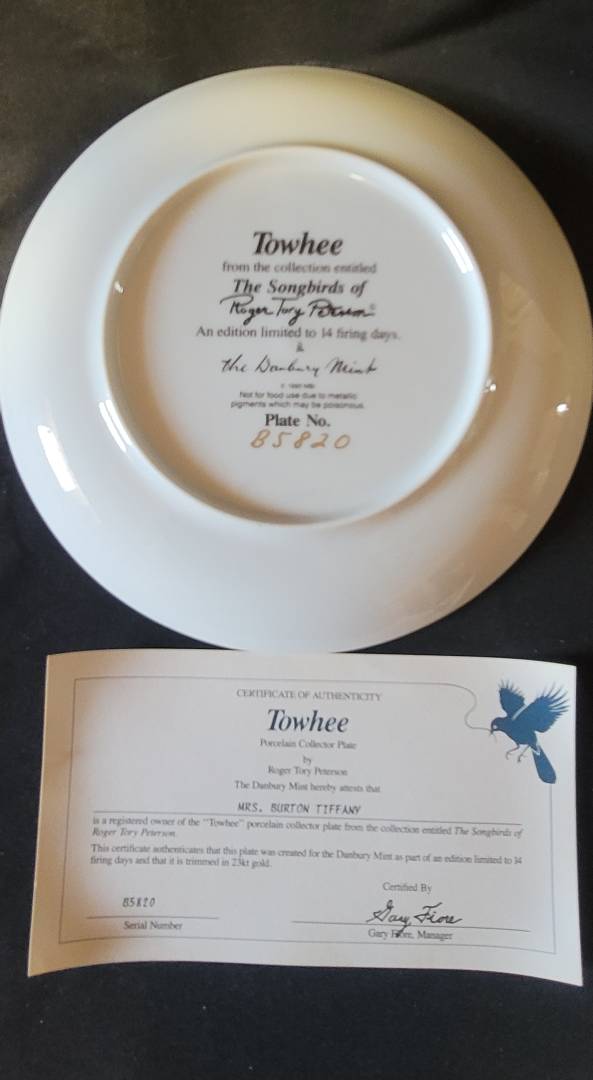 Towhee
from the collection entitled
The Songbirds of
Roger Tory Peterson©
An edition limited to 14 firing days.
&
the Danbury Mint
Not for food use due to metallic
pigments which may be poisonous.
Plate No.
B5820
CERTIFICATE OF AUTHENTICITY
Towhee
Porcelain Collector Plate
by
Roger Tory Peterson
The Danbury Mint hereby attests that
MRS. BURTON TIFFANY
is a registered owner of the "Towhee" porcelain collector plate from the collection entitled The Songbirds of
Roger Tory Peterson.
This certificate authenticates that this plate was created for the Danbury Mint as part of an edition limited to 14
firing days and that it is trimmed in 23kt gold.
Certified By
B5820
Gary Fiore
Serial Number
Gary Fiore, Manager